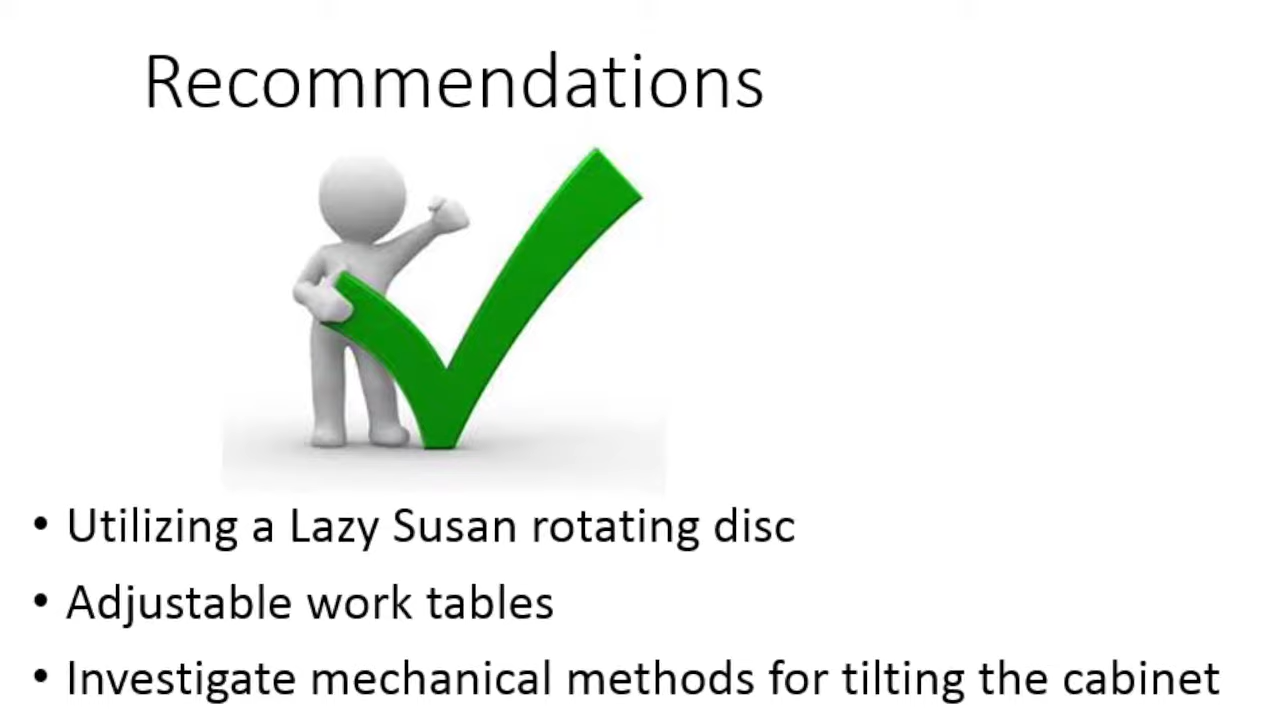 Recommendations
• Utilizing a Lazy Susan rotating disc
• Adjustable work tables
• Investigate mechanical methods for tilting the cabinet